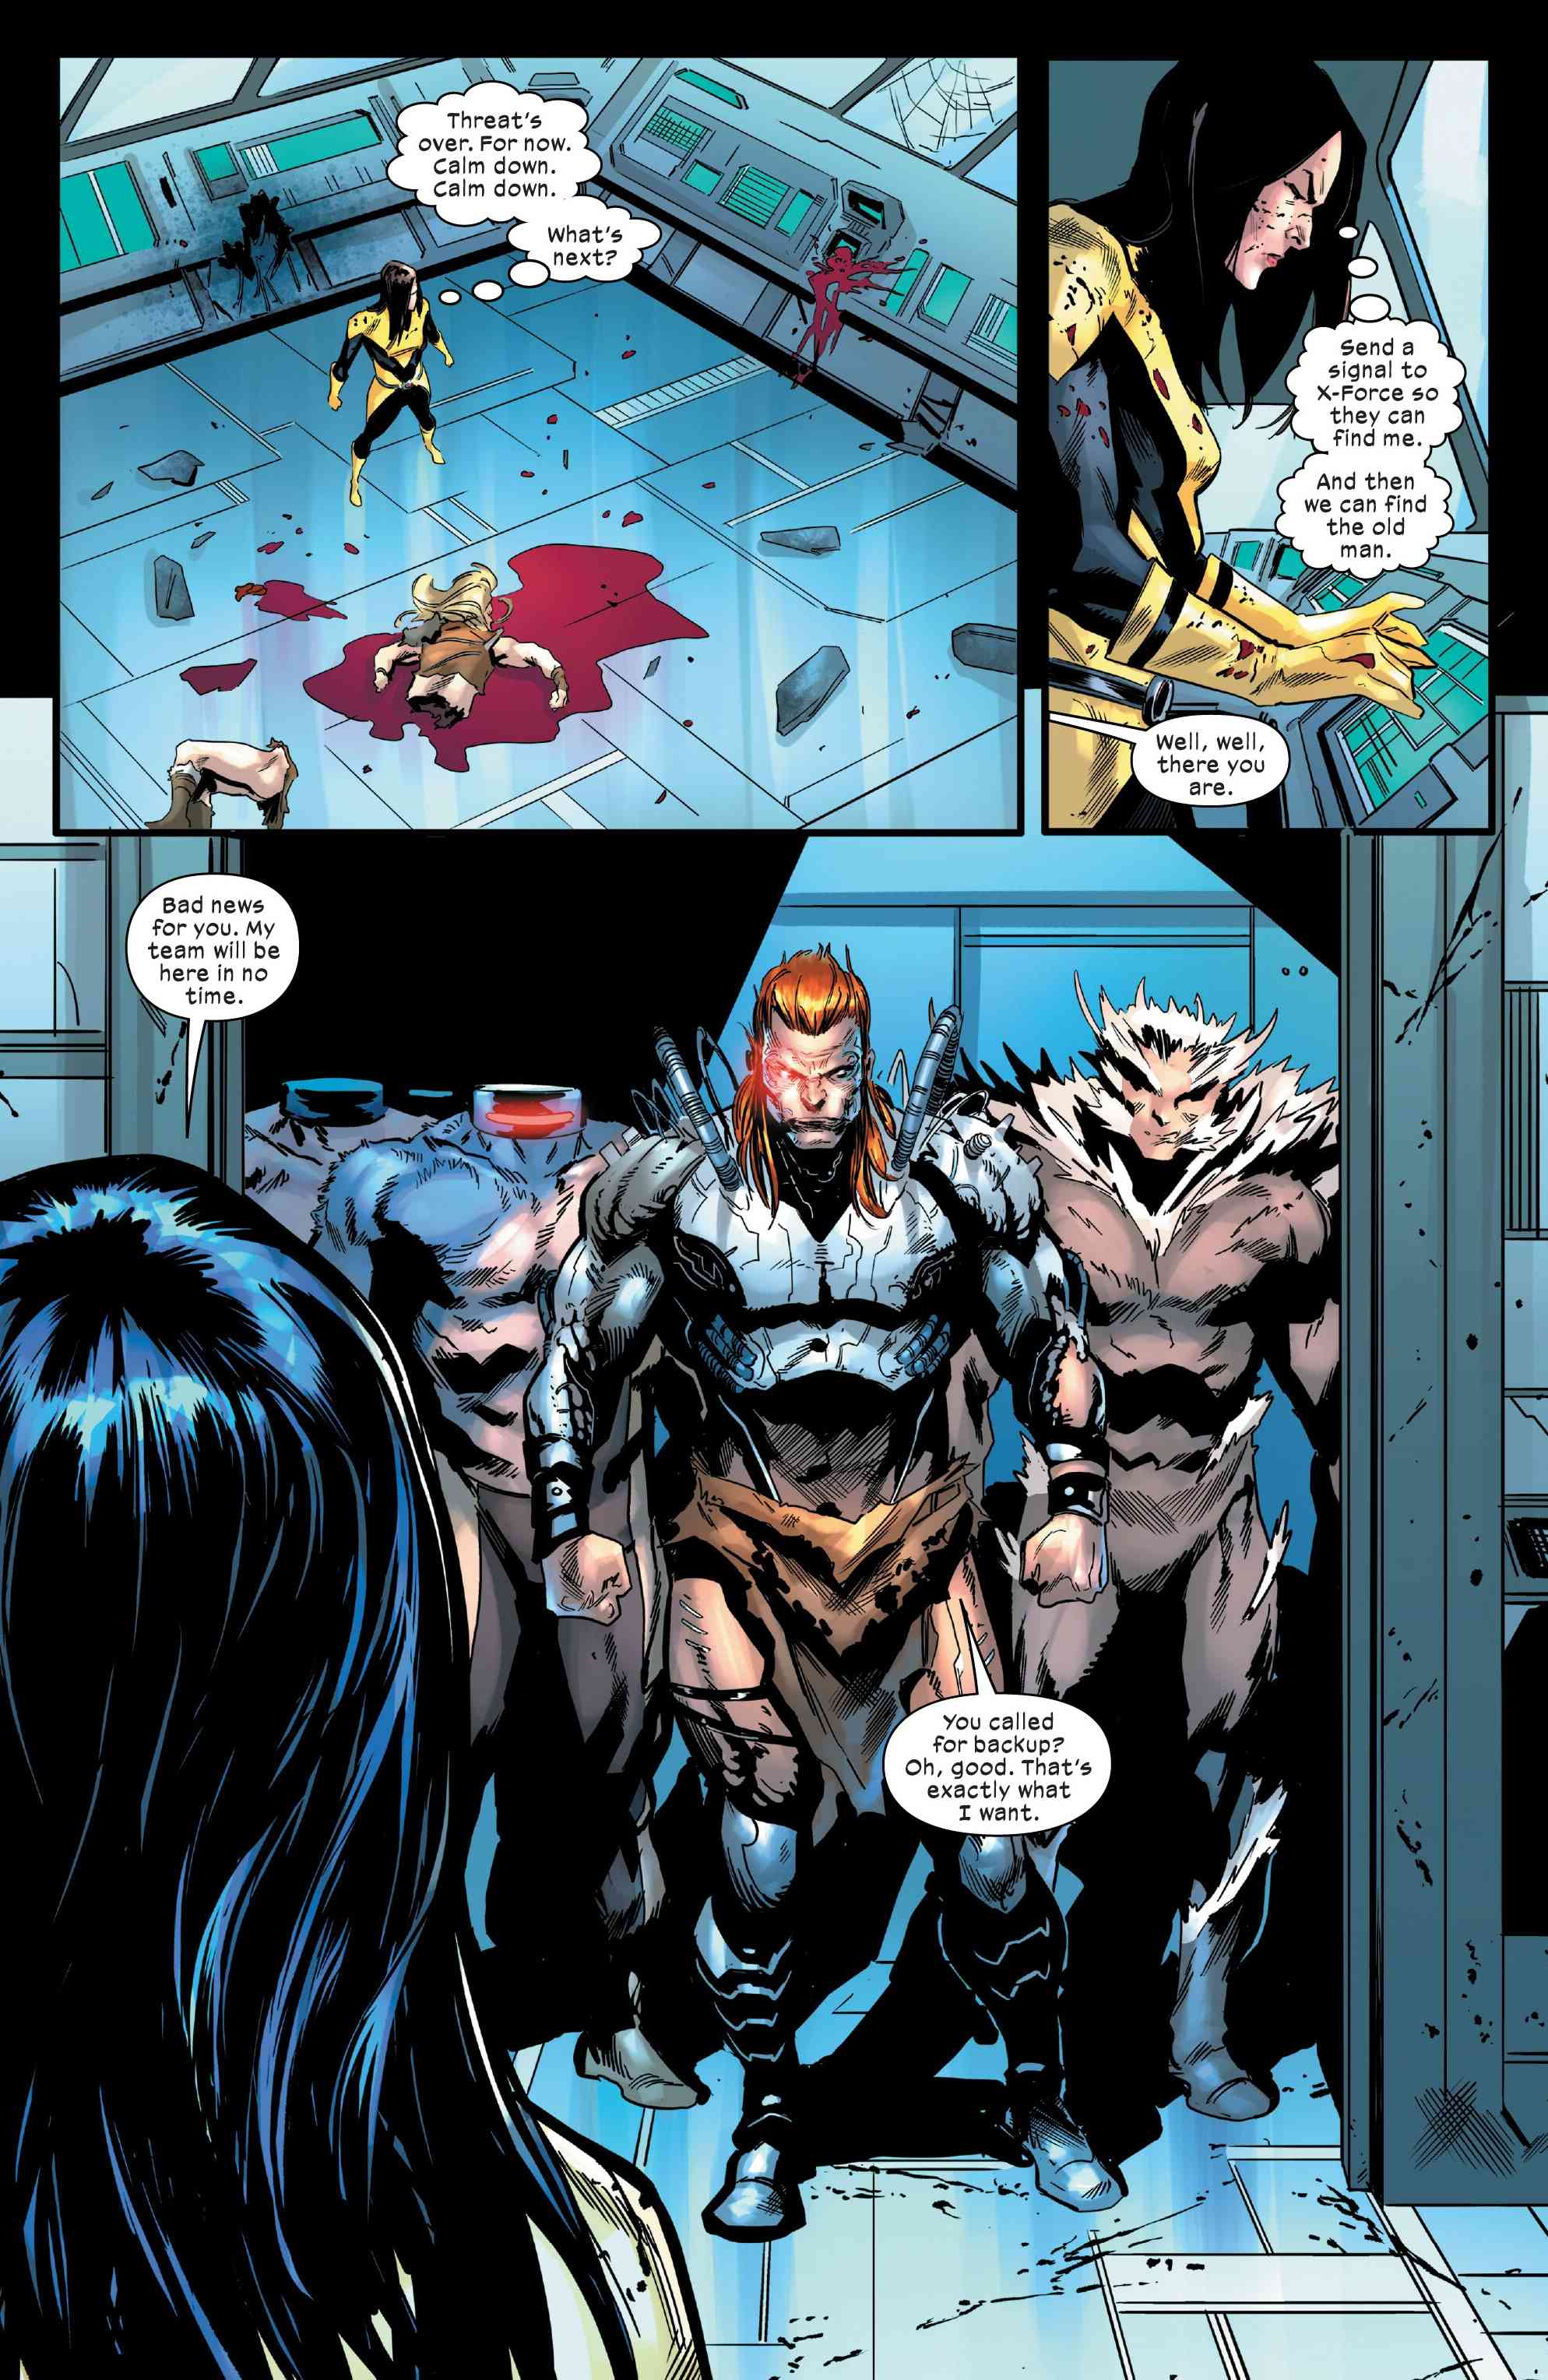 Threat's
over. For now.
Calm down.
Calm down.
What's
next?
Send a
signal to
X-Force so
they can
find me.
And then
we can find
the old
man.
Well, well,
there you
are.
Bad news
for you. My
team will be
here in no
time.
You called
for backup?
Oh, good. That's
exactly what
I want.